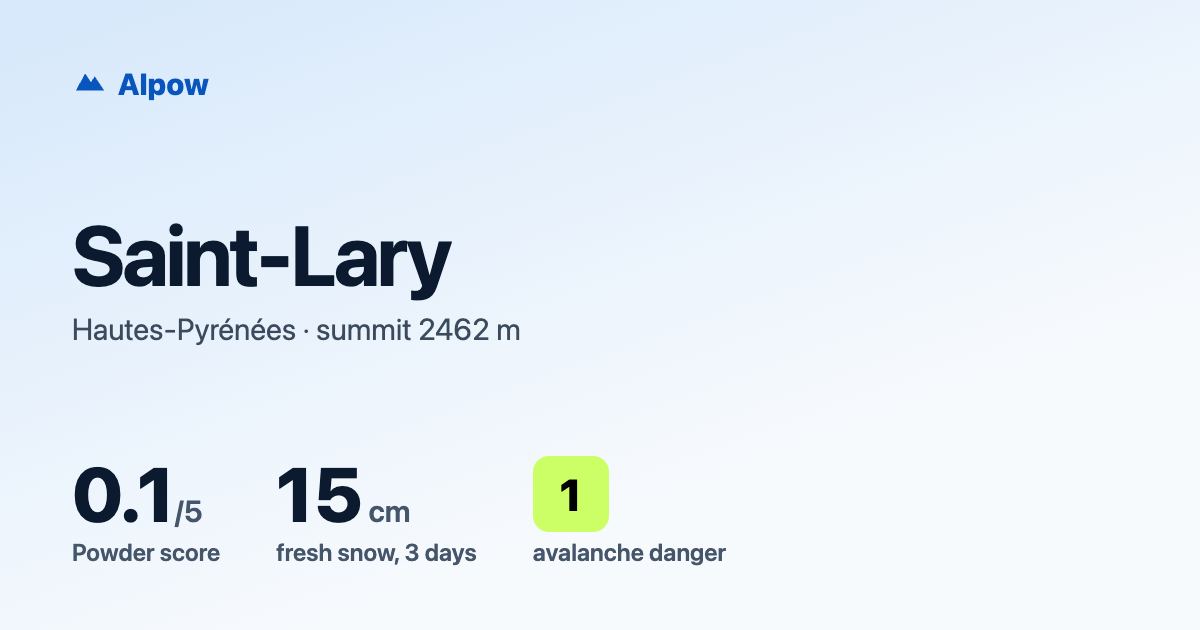 Alpow
Saint-Lary
Hautes-Pyrénées · summit 2462 m
0.1/5
Powder score
15 cm
fresh snow, 3 days
1
avalanche danger